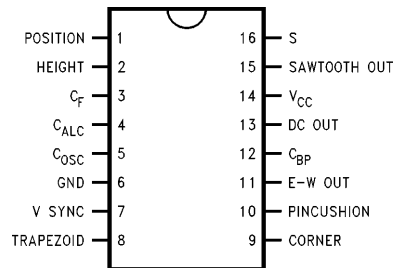 POSITION 1 16 S
HEIGHT 2 15 SAWTOOTH OUT
CF 3 14 VCC
CALC 4 13 DC OUT
COSC 5 12 CBP
GND 6 11 E-W OUT
V SYNC 7 10 PINCUSHION
TRAPEZOID 8 9 CORNER